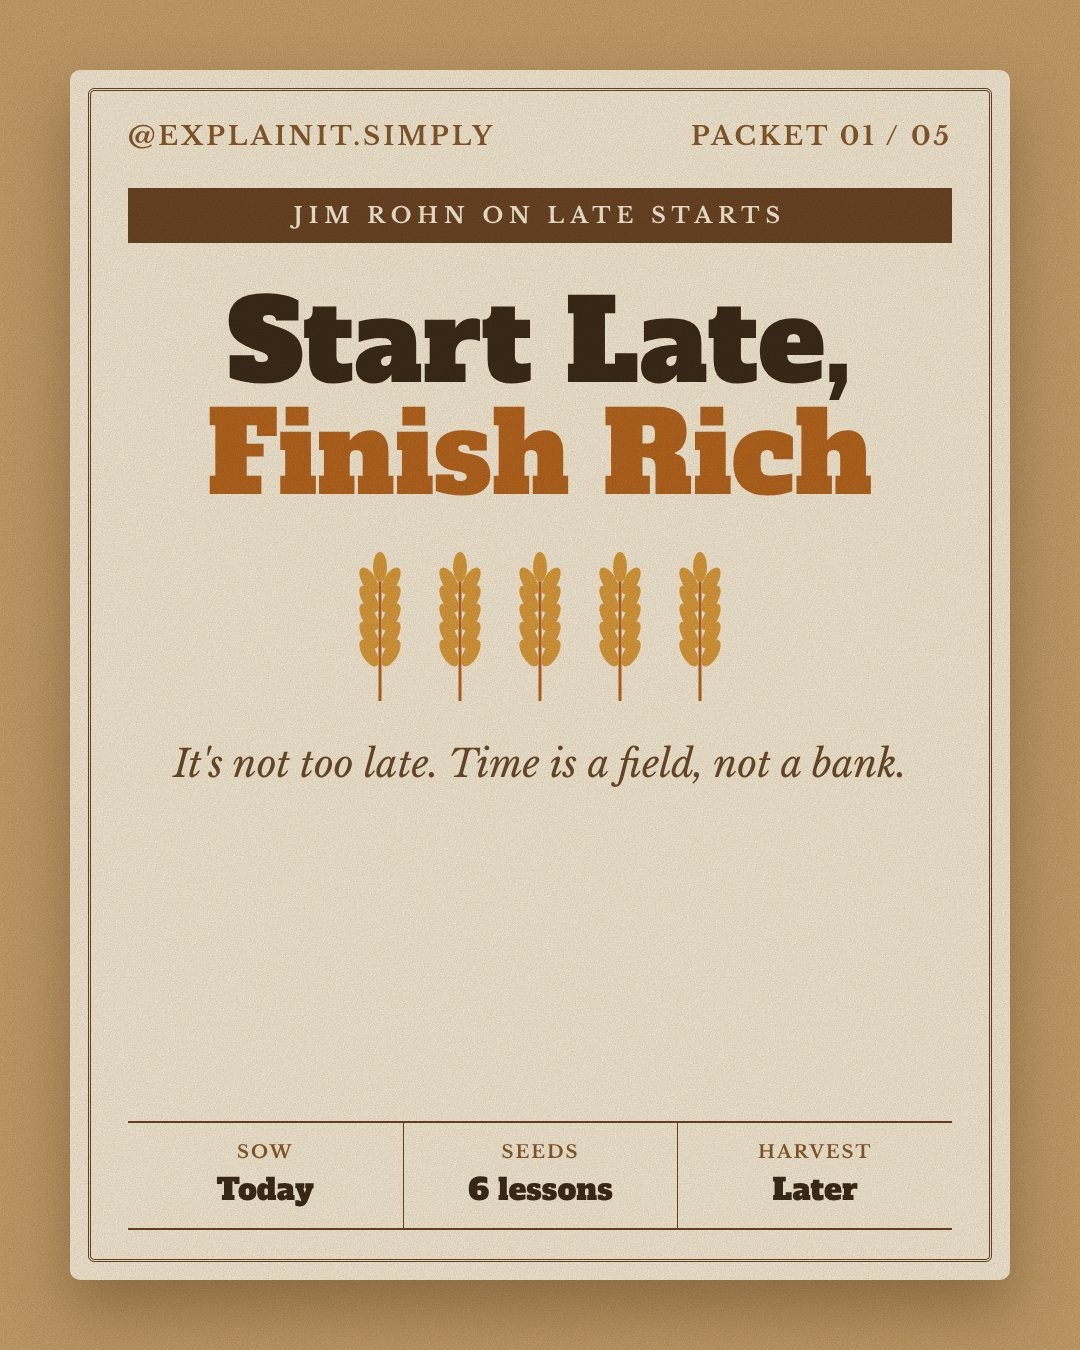 @EXPLAINIT.SIMPLY
PACKET 01 / 05
JIM ROHN ON LATE STARTS
Start Late,
Finish Rich
It's not too late. Time is a field, not a bank.
SOW
Today
SEEDS
6 lessons
HARVEST
Later